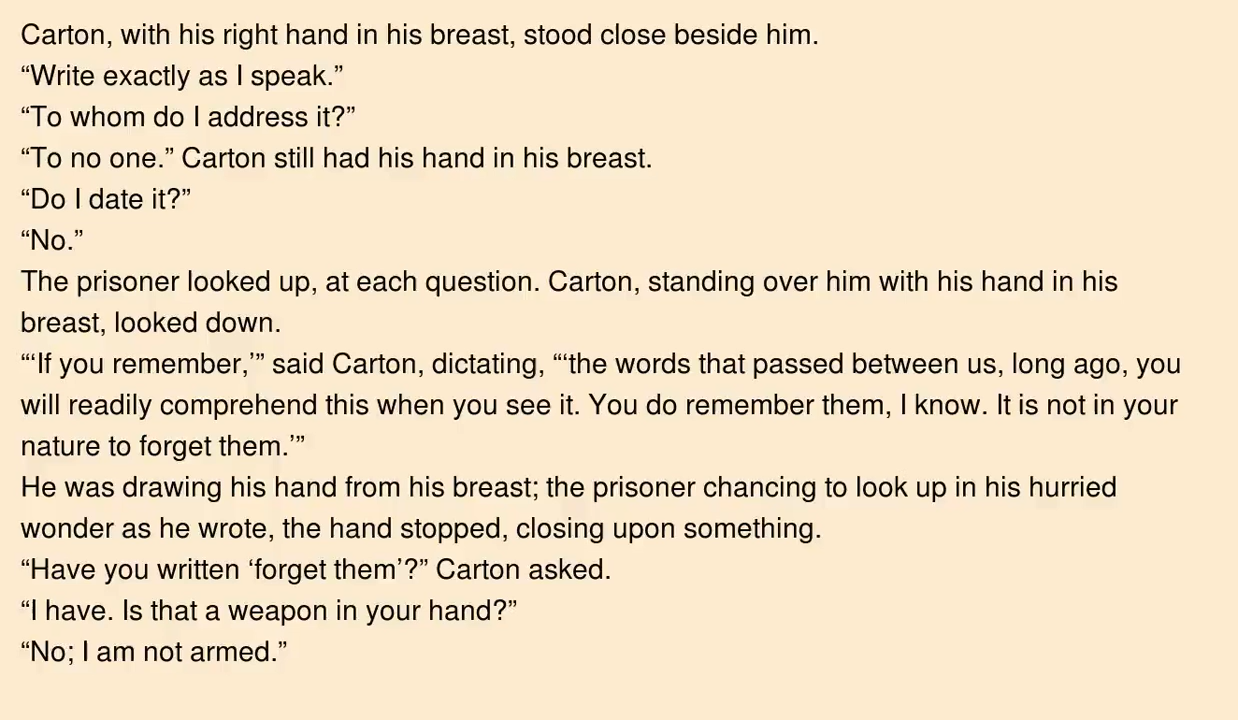 Carton, with his right hand in his breast, stood close beside him.
“Write exactly as I speak.”
“To whom do I address it?”
“To no one.” Carton still had his hand in his breast.
“Do I date it?”
“No.”
The prisoner looked up, at each question. Carton, standing over him with his hand in his
breast, looked down.
“‘If you remember,’” said Carton, dictating, “‘the words that passed between us, long ago, you
will readily comprehend this when you see it. You do remember them, I know. It is not in your
nature to forget them.’”
He was drawing his hand from his breast; the prisoner chancing to look up in his hurried
wonder as he wrote, the hand stopped, closing upon something.
“Have you written ‘forget them’?” Carton asked.
“I have. Is that a weapon in your hand?”
“No; I am not armed.”